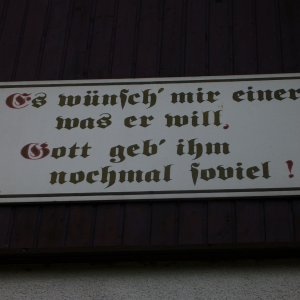 Es wünsch' mir einer
was er will.
Gott geb' ihm
nochmal soviel !